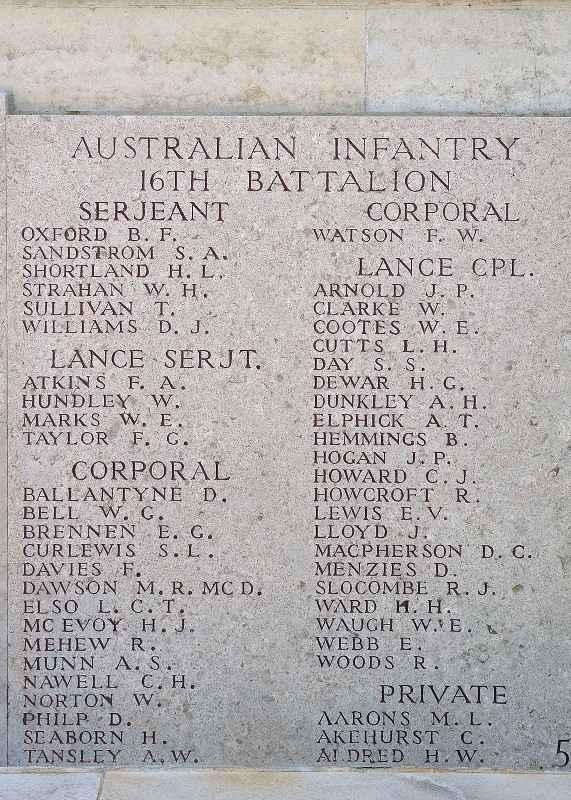 AUSTRALIAN INFANTRY
16TH BATTALION
SERJEANT
OXFORD B. F.
SANDSTROM S. A.
SHORTLAND H. L.
STRAHAN W. H.
SULLIVAN T.
WILLIAMS D. J.
LANCE SERJT.
ATKINS F. A.
HUNDLEY W.
MARKS W. E.
TAYLOR F. G.
CORPORAL
BALLANTYNE D.
BELL W. G.
BRENNEN E. G.
CURLEWIS S. L.
DAVIES F.
DAWSON M. R. MC D.
ELSO L. C. T.
MC EVOY. H. J.
MEHEW R.
MUNN A. S.
NAWELL C. H.
NORTON W.
PHILP D.
SEABORN H.
TANSLEY A. W.
CORPORAL
WATSON F. W.
LANCE CPL.
ARNOLD J. P.
CLARKE W.
COOTES W. E.
CUTTS L. H.
DAY S. S.
DEWAR H. G.
DUNKLEY A. H.
ELPHICK A. T.
HEMMINGS B.
HOGAN J. P.
HOWARD C. J.
HOWCROFT R.
LEWIS E. V.
LLOYD J.
MACPHERSON D. C.
MENZIES D.
SLOCOMBE R. J.
WARD H. H.
WAUGH W. E.
WEBB E.
WOODS R.
PRIVATE
AARONS M. L.
AKEHURST C.
ALDRED H. W.
5